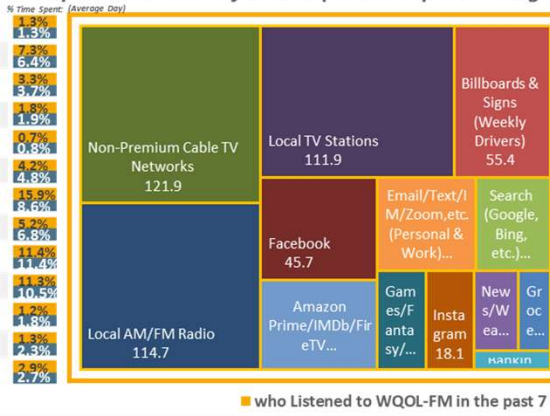 % Time Spent: (Average Day)
1.3%
1.3%
7.3%
6.4%
3.3%
3.7%
1.8%
1.9%
0.7%
0.8%
4.2%
4.8%
15.9%
8.6%
5.2%
6.8%
11.4%
11.4%
11.3%
10.5%
1.2%
1.8%
1.3%
2.3%
2.9%
2.7%
Non-Premium Cable TV
Networks
121.9
Local TV Stations
111.9
Billboards &
Signs
(Weekly
Drivers)
55.4
Local AM/FM Radio
114.7
Facebook
45.7
Email/Text/I
M/Zoom,etc.
(Personal &
Work)...
Search
(Google,
Bing,
etc.)...
Amazon
Prime/IMDb/Fir
eTV...
Gam
es/F
anta
sy/...
Insta
gram
18.1
New
s/W
ea...
Gr
oc
e...
who Listened to WQOL-FM in the past 7